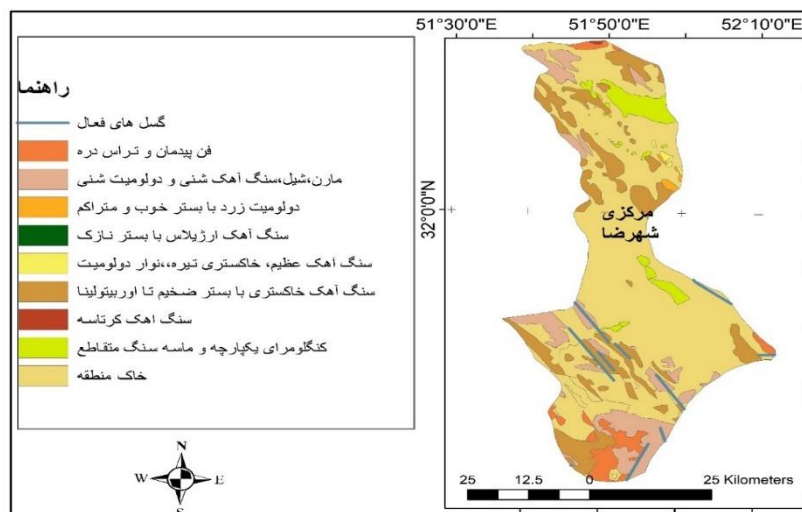 51°30'0"E 51°50'0"E 52°10'0"E
32°0'0"N
مرکزی
شهرضا
راهنما
گسل های فعال
فن پیدمان و تراس دره
مارن،شیل،سنگ آهک شنی و دولومیت شنی
دولومیت زرد با بستر خوب و متراکم
سنگ آهک ارژیلاس با بستر نازک
سنگ آهک عظیم، خاکستری تیره،،نوار دولومیت
سنگ آهک خاکستری با بستر ضخیم تا اوربیتولینا
سنگ اهک کرتاسه
کنگلومرای یکپارچه و ماسه سنگ متقاطع
خاک منطقه
N
W E
S
25 12.5 0 25 Kilometers